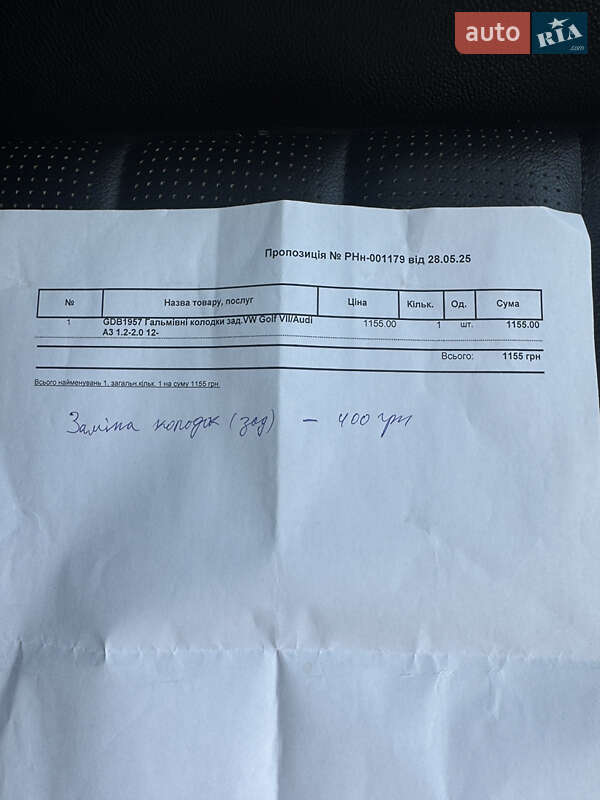 auto RIA .com
Пропозиція № РНн-001179 від 28.05.25
№ Назва товару, послуг Ціна Кільк. Од. Сума
1 GDB1957 Гальмівні колодки зад.VW Golf VII/Audi 1155.00 1 шт. 1155.00
A3 1.2-2.0 12-
Всього: 1155 грн
Всього найменувань 1, загальн.кільк. 1 на суму 1155 грн
Заміна колодок (зад) – 400 грн